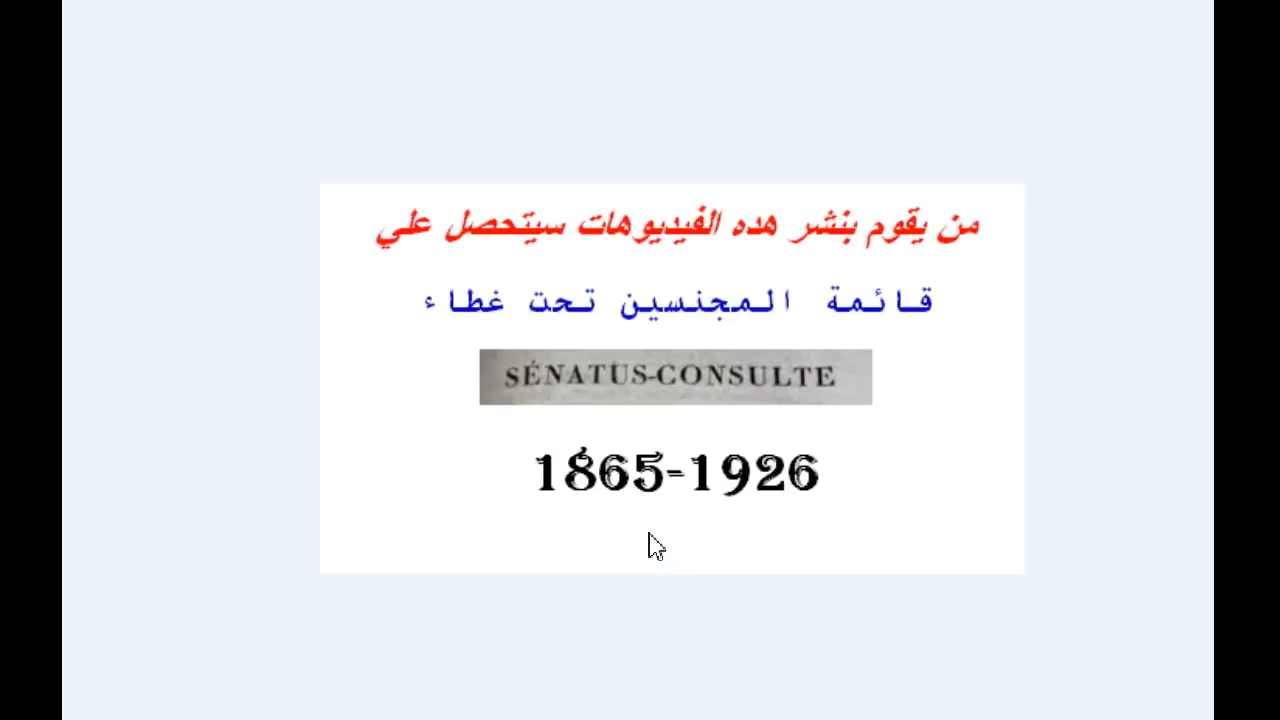 من يقوم بنشر هده الفيديوهات سيتحصل علي
قائمة المجنسين تحت غطاء
SÉNATUS-CONSULTE
1865-1926